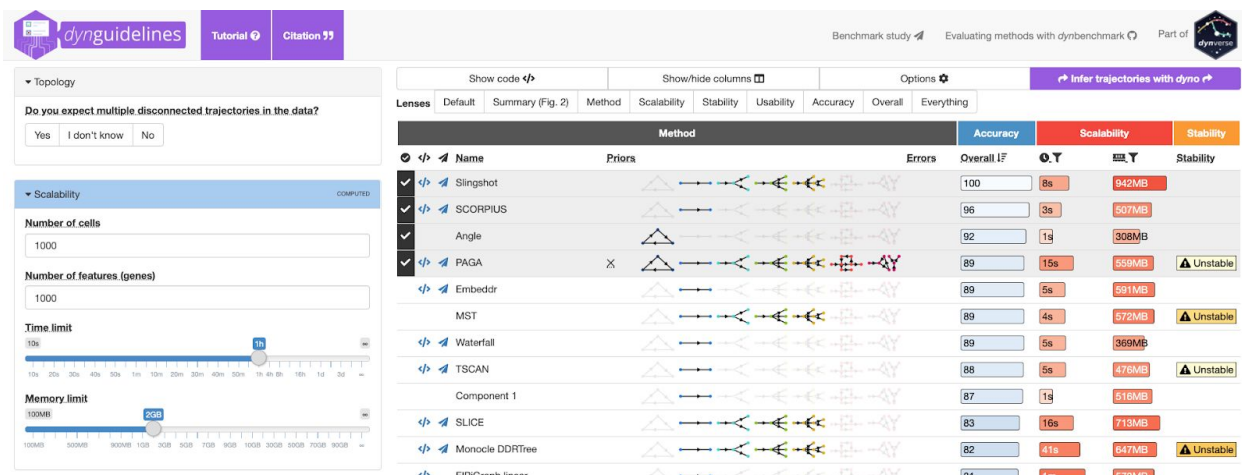 dynguidelines
Tutorial
Citation
Benchmark study
Evaluating methods with dynbenchmark
Part of
dynverse
Topology
Do you expect multiple disconnected trajectories in the data?
Yes I don't know No
Scalability COMPUTED
Number of cells
1000
Number of features (genes)
1000
Time limit
10s 1h ∞
10s 20s 30s 40s 50s 1m 10m 20m 30m 40m 50m 1h 4h 8h 16h 1d 3d ∞
Memory limit
100MB 2GB ∞
100MB 500MB 900MB 1GB 3GB 5GB 7GB 9GB 10GB 30GB 50GB 70GB 90GB ∞
Show code </> Show/hide columns Options Infer trajectories with dyno
Lenses Default Summary (Fig. 2) Method Scalability Stability Usability Accuracy Overall Everything
Method Accuracy Scalability Stability
</> Name Priors Errors Overall Stability
</> Slingshot 100 8s 942MB
</> SCORPIUS 96 3s 507MB
Angle 92 1s 308MB
</> PAGA 89 15s 559MB Unstable
</> Embeddr 89 5s 591MB
MST 89 4s 572MB Unstable
</> Waterfall 89 5s 369MB
</> TSCAN 88 5s 476MB Unstable
Component 1 87 1s 516MB
</> SLICE 83 16s 713MB
</> Monocle DDRTree 82 41s 647MB Unstable
</>